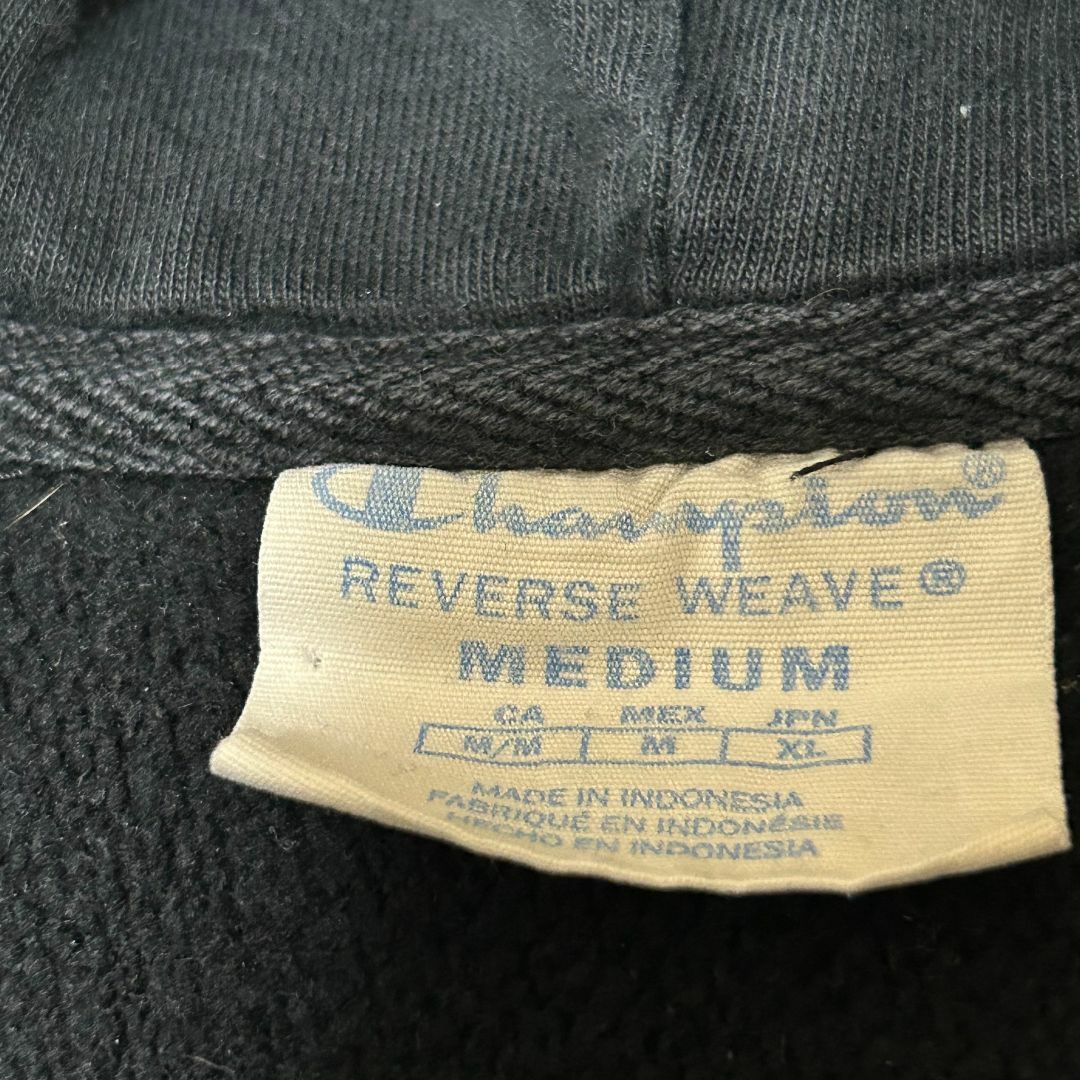 Champion®
REVERSE WEAVE®
MEDIUM
CA MEX JPN
M/M M XL
MADE IN INDONESIA
FABRIQUÉ EN INDONÉSIE
HECHO EN INDONESIA